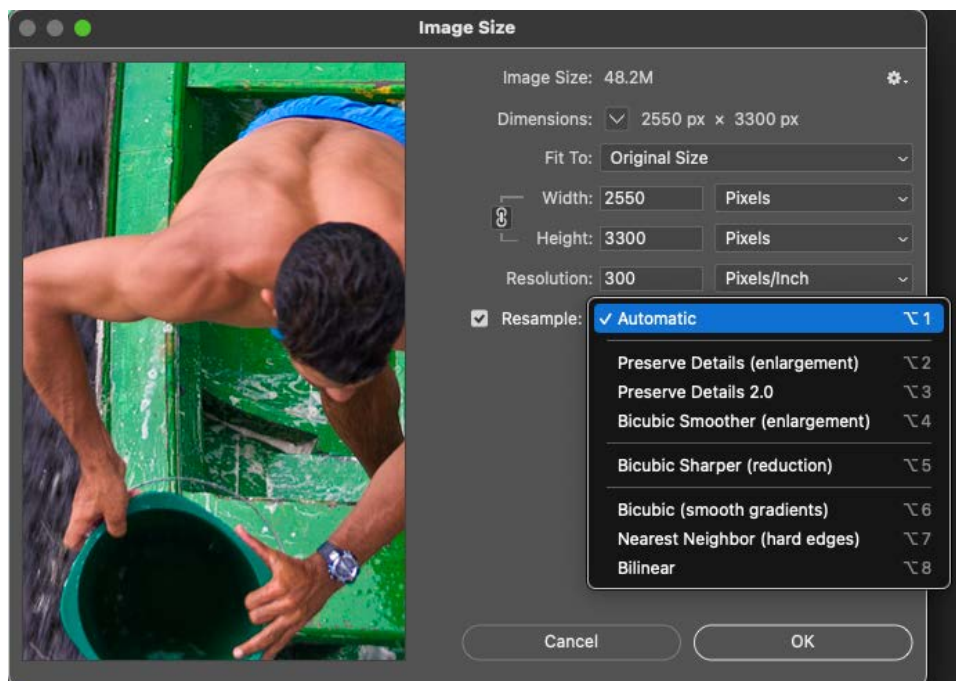 Image Size
Image Size: 48.2M
Dimensions: 2550 px × 3300 px
Fit To: Original Size
Width: 2550 Pixels
Height: 3300 Pixels
Resolution: 300 Pixels/Inch
Resample: ✓ Automatic ⌥1
Preserve Details (enlargement) ⌥2
Preserve Details 2.0 ⌥3
Bicubic Smoother (enlargement) ⌥4
Bicubic Sharper (reduction) ⌥5
Bicubic (smooth gradients) ⌥6
Nearest Neighbor (hard edges) ⌥7
Bilinear ⌥8
Cancel OK